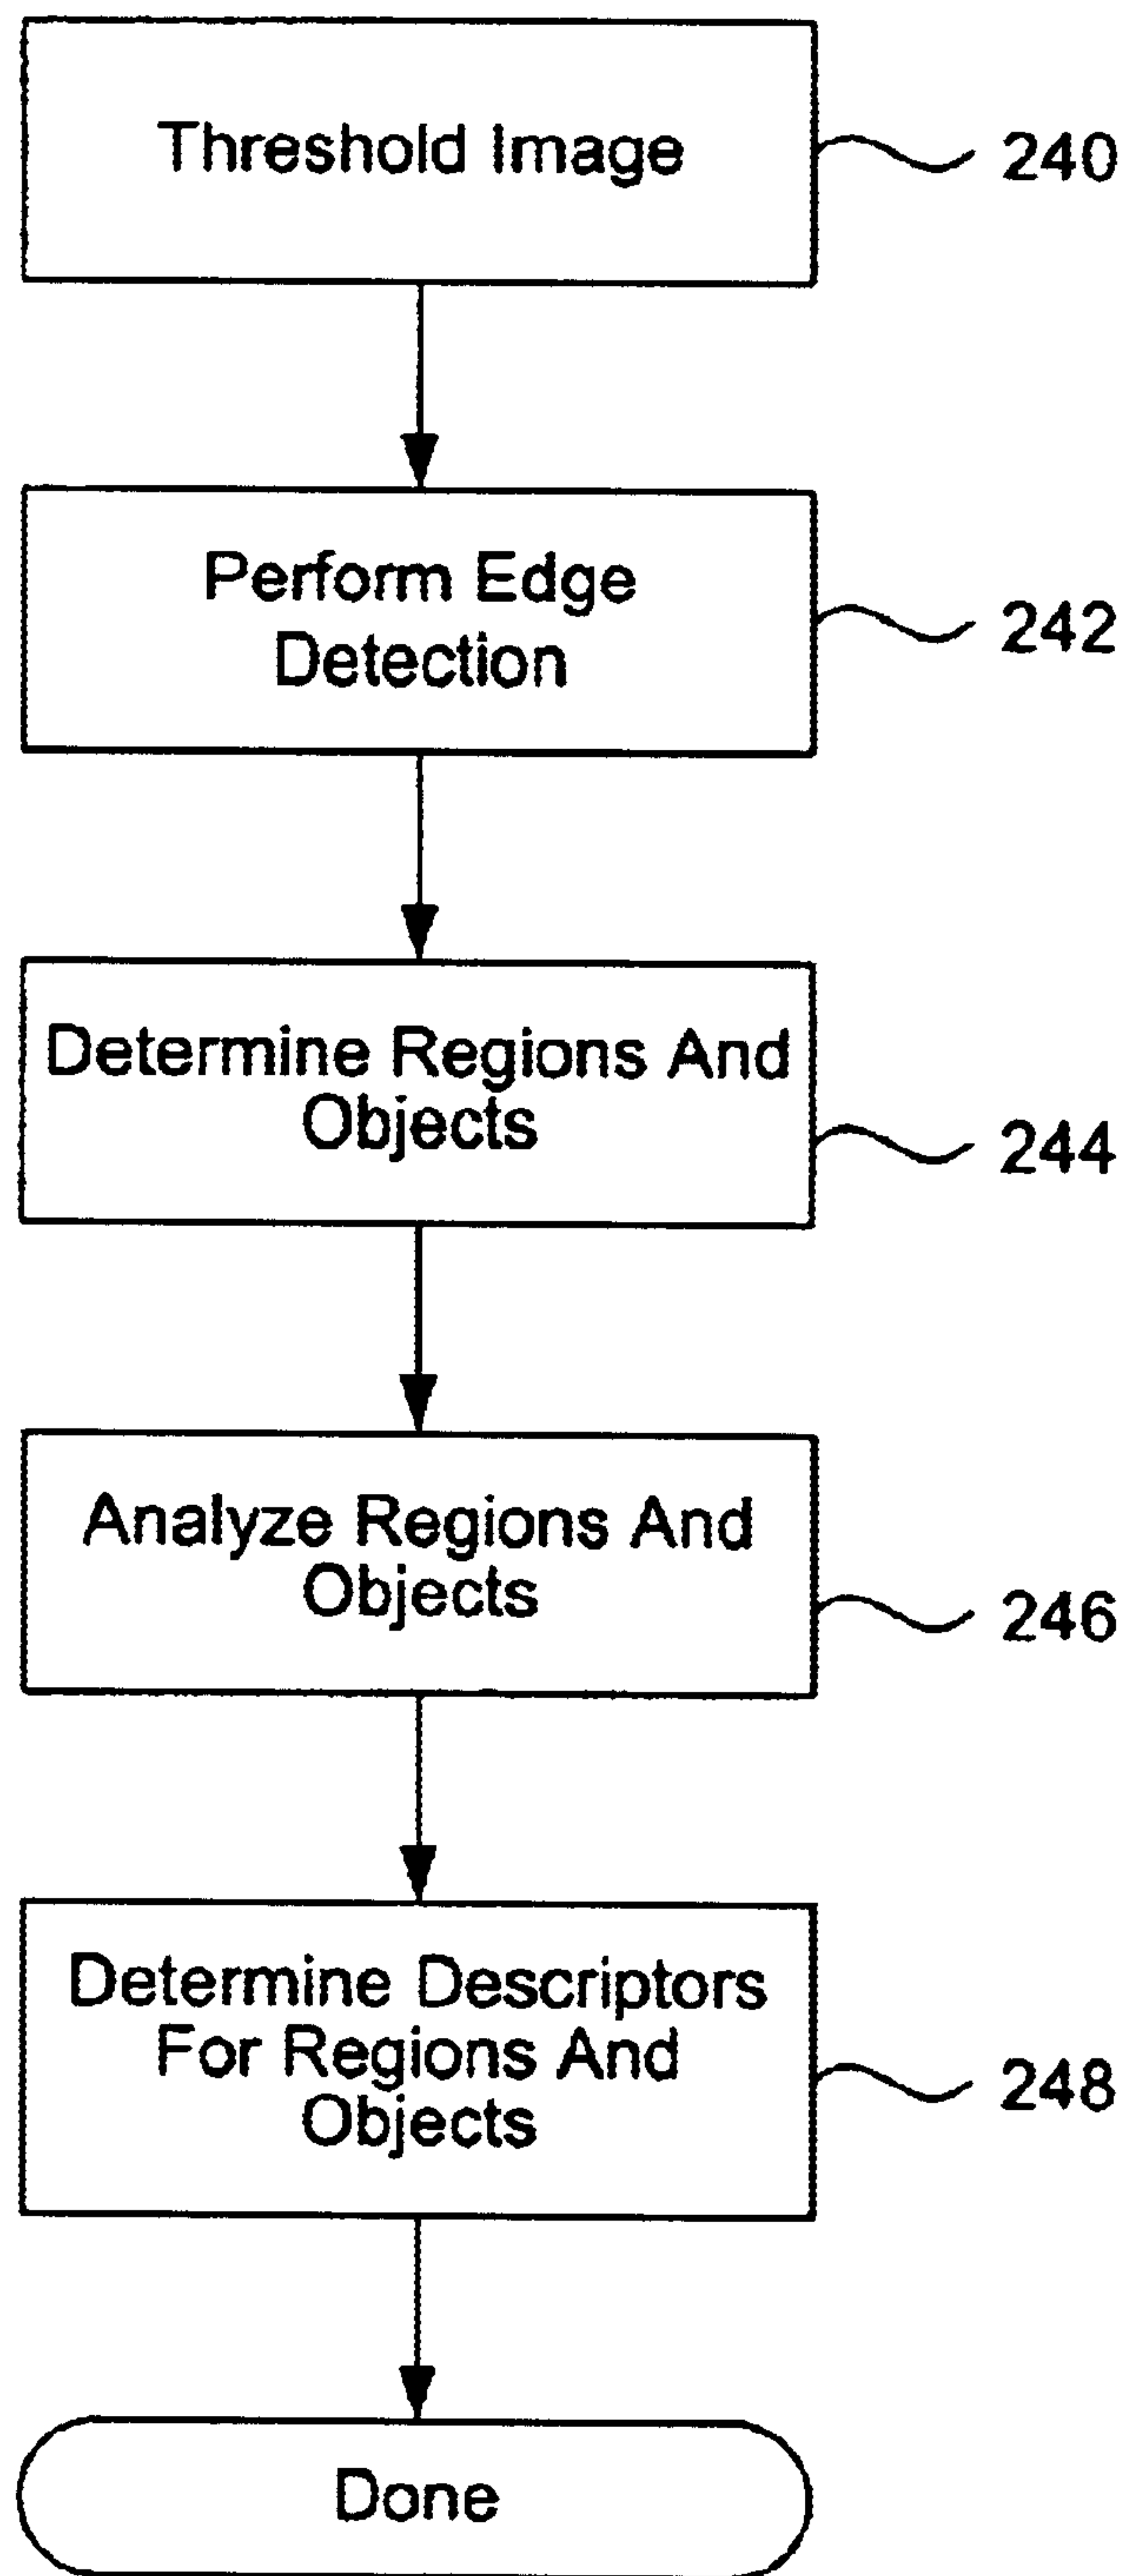 Threshold Image
240
Perform Edge
Detection
242
Determine Regions And
Objects
244
Analyze Regions And
Objects
246
Determine Descriptors
For Regions And
Objects
248
Done